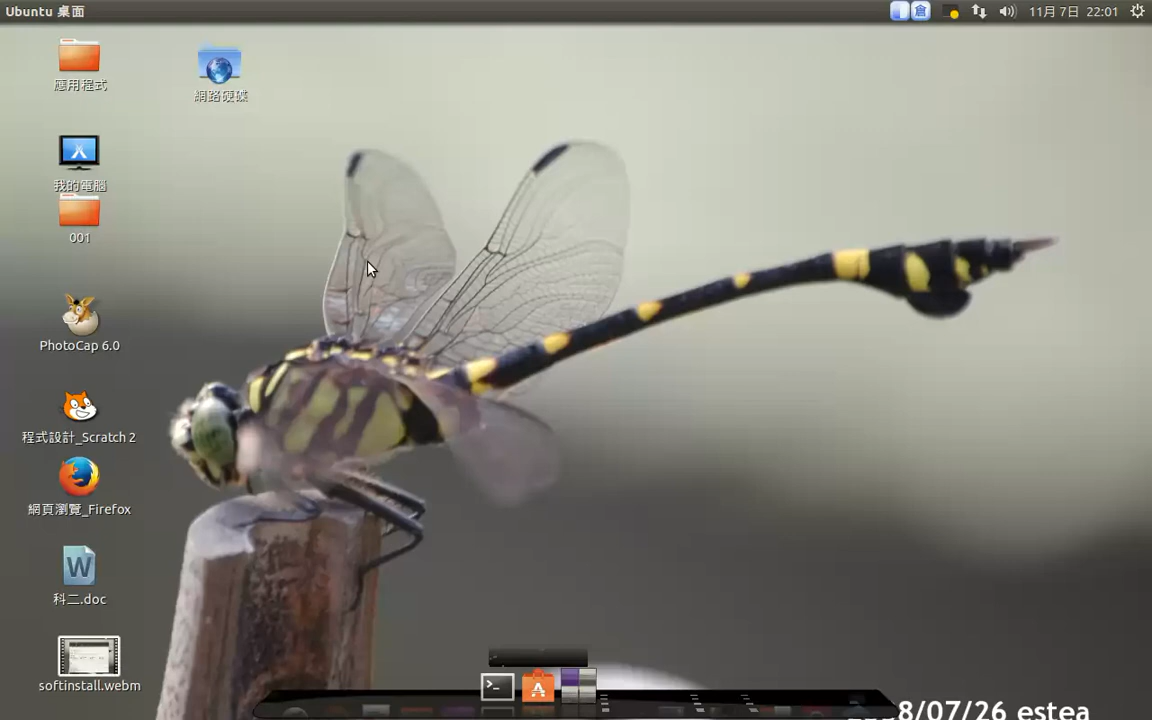 Ubuntu 桌面
倉
11月 7日 22:01
應用程式
網路硬碟
我的電腦
001
PhotoCap 6.0
程式設計_Scratch 2
網頁瀏覽_Firefox
W
科二.doc
softinstall.webm
>_
8/07/26 estea